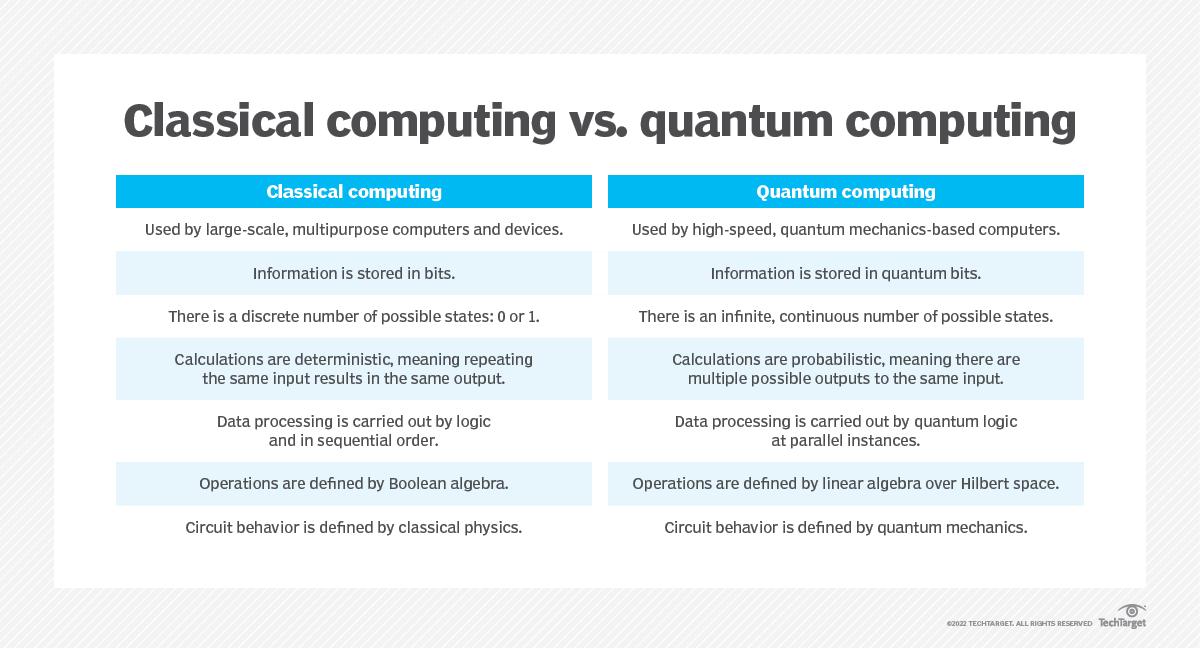 Classical computing vs. quantum computing
Classical computing
Quantum computing
Used by large-scale, multipurpose computers and devices.
Used by high-speed, quantum mechanics-based computers.
Information is stored in bits.
Information is stored in quantum bits.
There is a discrete number of possible states: 0 or 1.
There is an infinite, continuous number of possible states.
Calculations are deterministic, meaning repeating
the same input results in the same output.
Calculations are probabilistic, meaning there are
multiple possible outputs to the same input.
Data processing is carried out by logic
and in sequential order.
Data processing is carried out by quantum logic
at parallel instances.
Operations are defined by Boolean algebra.
Operations are defined by linear algebra over Hilbert space.
Circuit behavior is defined by classical physics.
Circuit behavior is defined by quantum mechanics.
©2022 TECHTARGET. ALL RIGHTS RESERVED
TechTarget